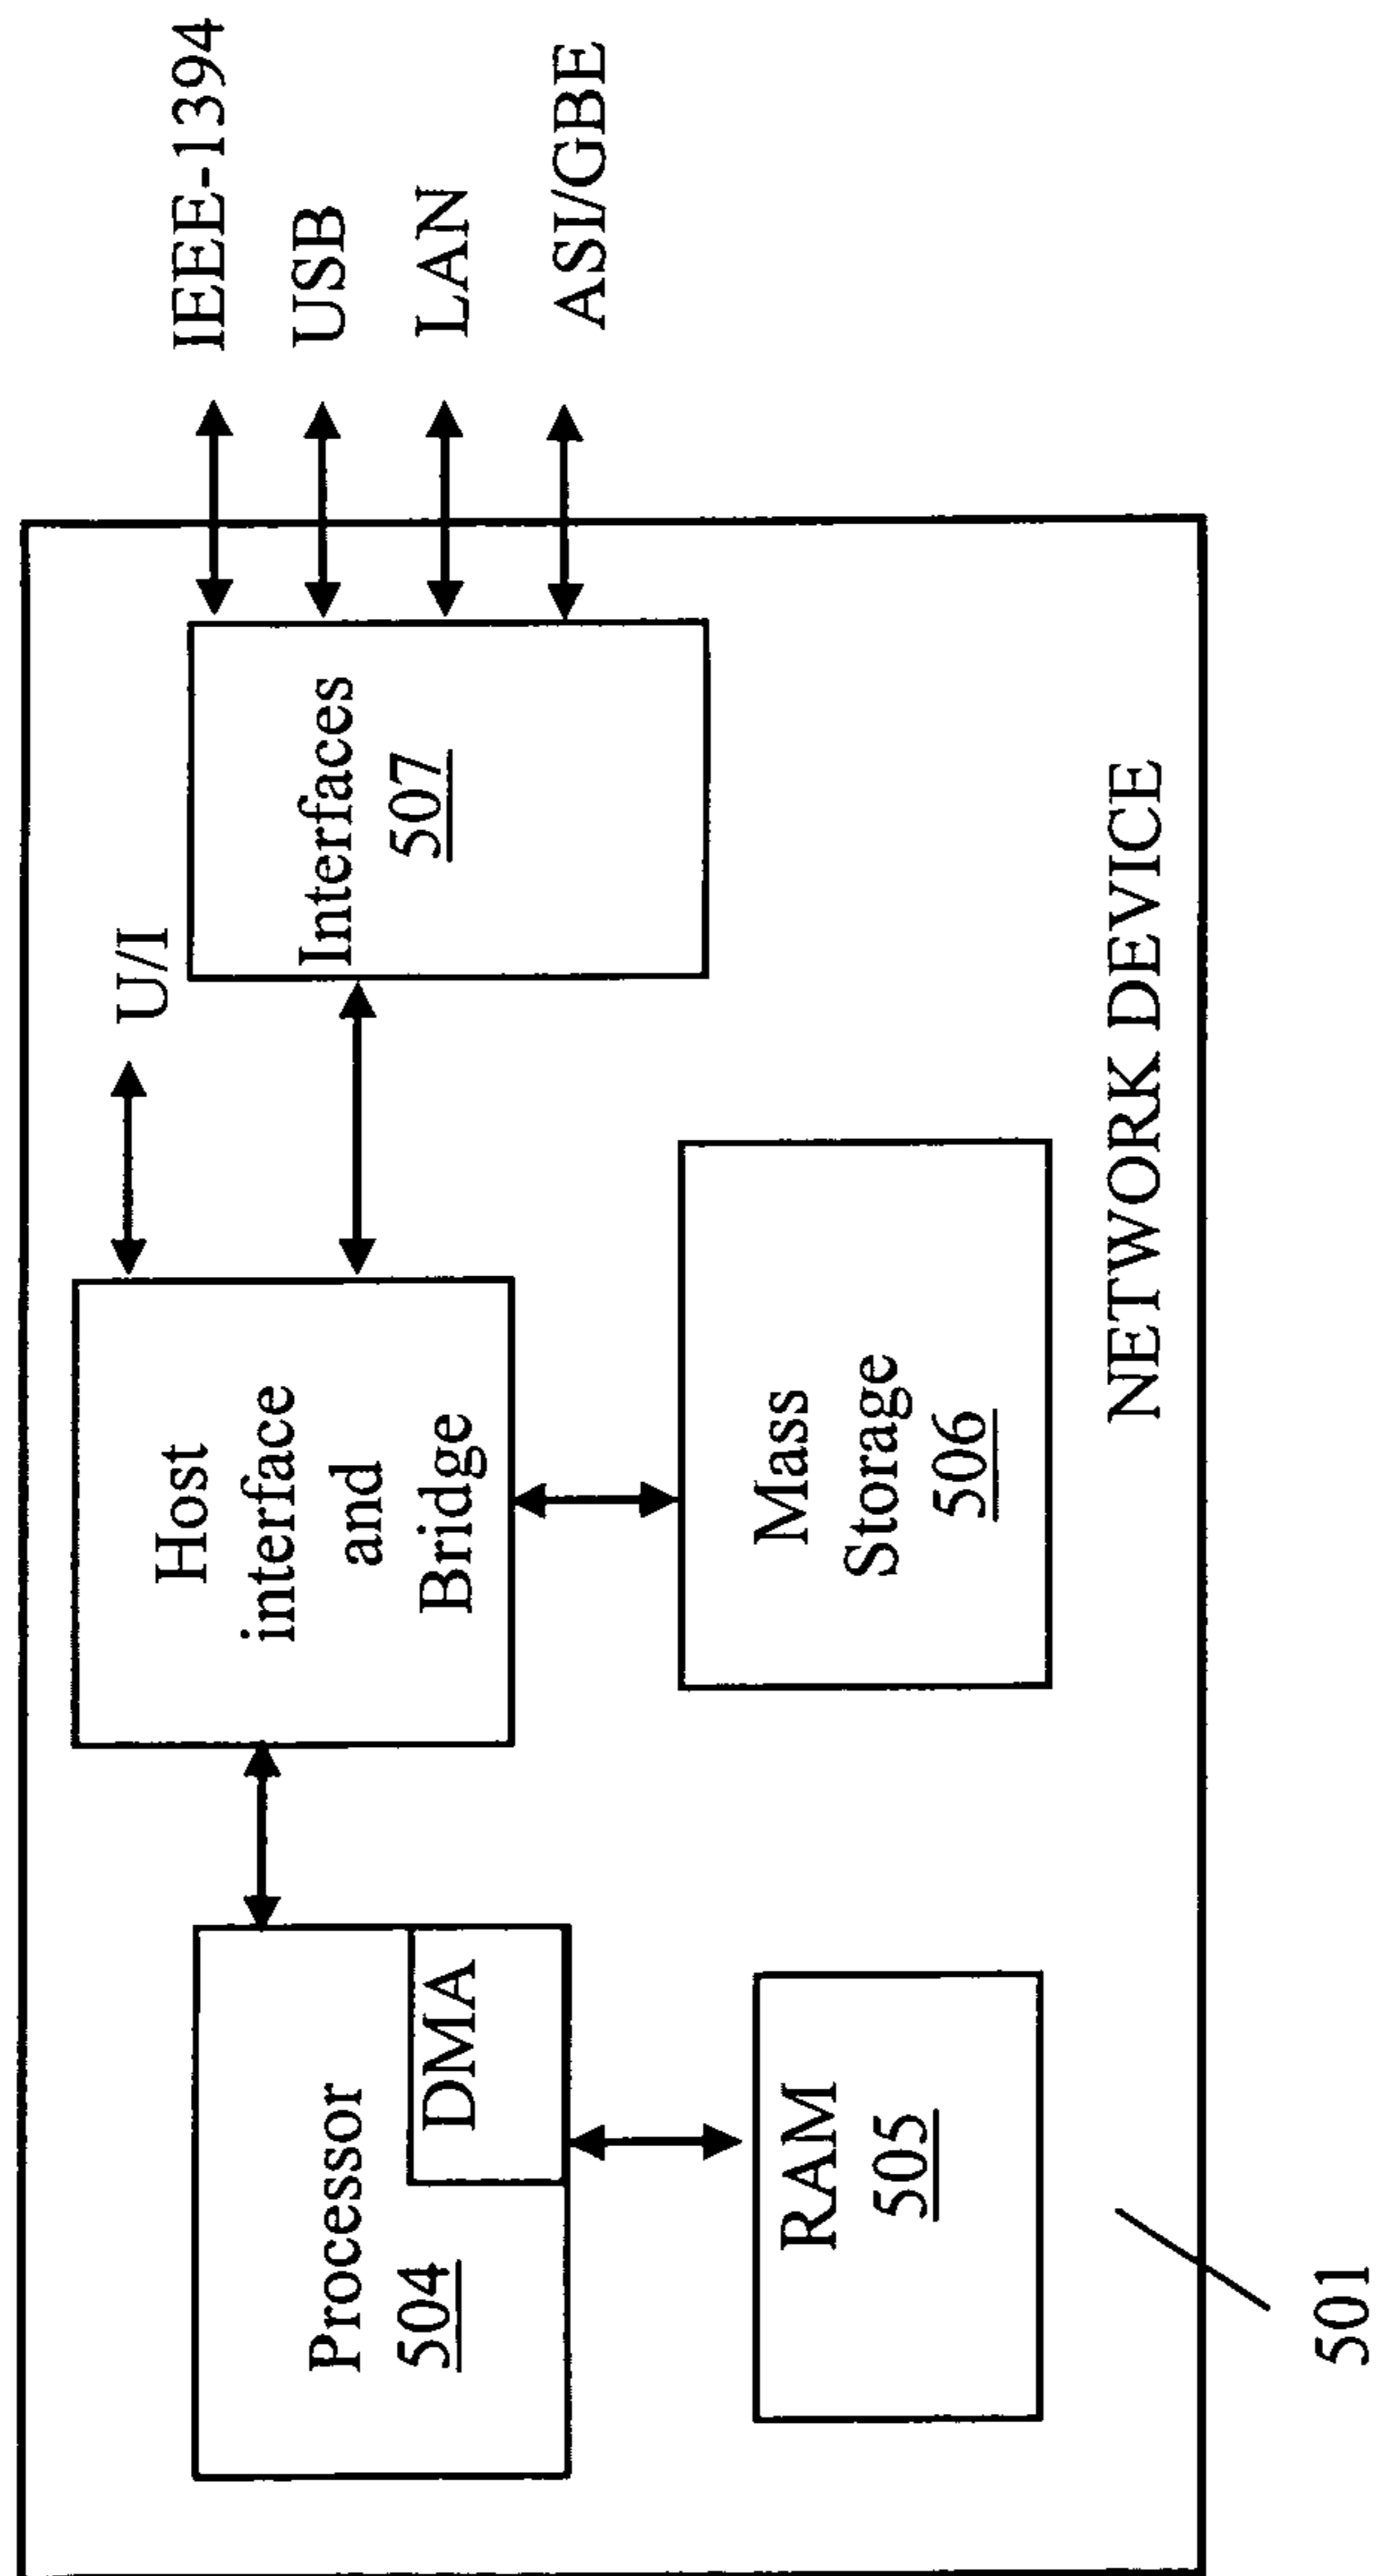 U/I
IEEE-1394
USB
LAN
ASI/GBE
Processor
504
DMA
Host
interface
and
Bridge
Interfaces
507
RAM
505
Mass
Storage
506
NETWORK DEVICE
501